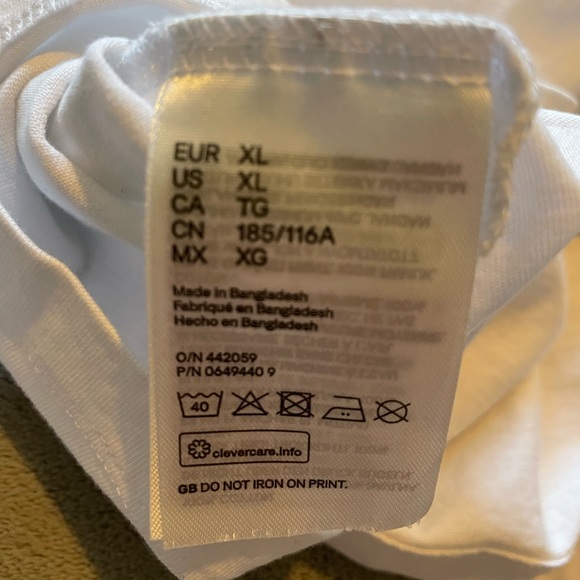 EUR XL
US XL
CA TG
CN 185/116A
MX XG
Made in Bangladesh
Fabriqué en Bangladesh
Hecho en Bangladesh
O/N 442059
P/N 0649440 9
40
clevercare.info
GB DO NOT IRON ON PRINT.